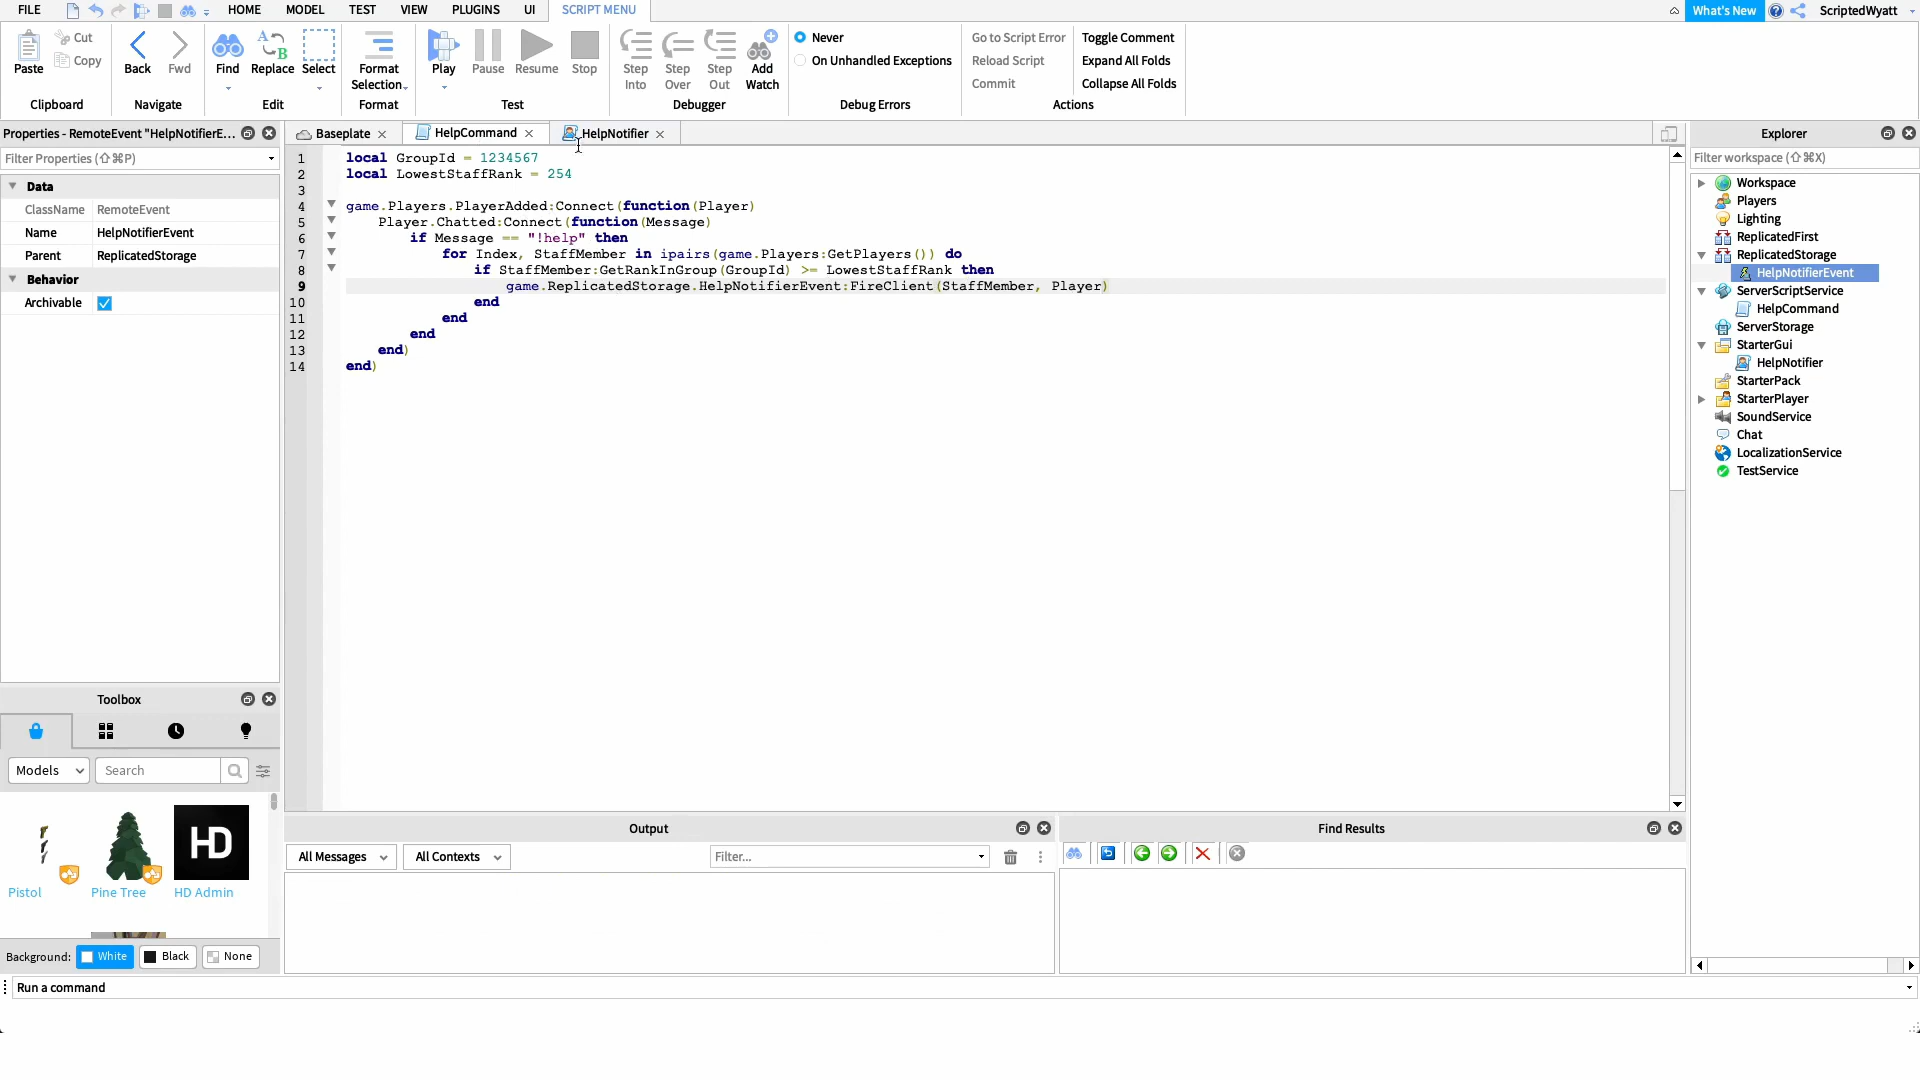 FILE HOME MODEL TEST VIEW PLUGINS UI SCRIPT MENU What's New ScriptedWyatt
Paste Cut Copy Clipboard
Back Fwd Navigate
Find Replace Select Edit
Format Selection Format
Play Pause Resume Stop Test
Step Into Step Over Step Out Add Watch Debugger
Never
On Unhandled Exceptions
Debug Errors
Go to Script Error
Reload Script
Commit
Toggle Comment
Expand All Folds
Collapse All Folds
Actions
Properties - RemoteEvent "HelpNotifierE...
Filter Properties (⇧⌘P)
Data
ClassName RemoteEvent
Name HelpNotifierEvent
Parent ReplicatedStorage
Behavior
Archivable
Baseplate HelpCommand HelpNotifier
1 local GroupId = 1234567
2 local LowestStaffRank = 254
3
4 game.Players.PlayerAdded:Connect(function(Player)
5 Player.Chatted:Connect(function(Message)
6 if Message == "!help" then
7 for Index, StaffMember in ipairs(game.Players:GetPlayers()) do
8 if StaffMember:GetRankInGroup(GroupId) >= LowestStaffRank then
9 game.ReplicatedStorage.HelpNotifierEvent:FireClient(StaffMember, Player)
10 end
11 end
12 end
13 end)
14 end)
Explorer
Filter workspace (⇧⌘X)
Workspace
Players
Lighting
ReplicatedFirst
ReplicatedStorage
HelpNotifierEvent
ServerScriptService
HelpCommand
ServerStorage
StarterGui
HelpNotifier
StarterPack
StarterPlayer
SoundService
Chat
LocalizationService
TestService
Toolbox
Models Search
HD
Pistol Pine Tree HD Admin
Background: White Black None
Output
All Messages All Contexts Filter...
Find Results
Run a command